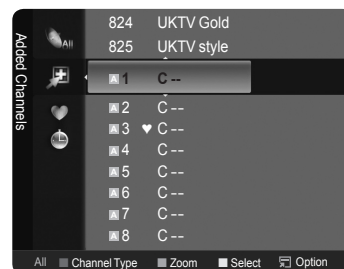 Added Channels
All
824 UKTV Gold
825 UKTV style
A 1 C --
A 2 C --
A 3 ♥ C --
A 4 C --
A 5 C --
A 6 C --
A 7 C --
A 8 C --
All Channel Type Zoom Select Option